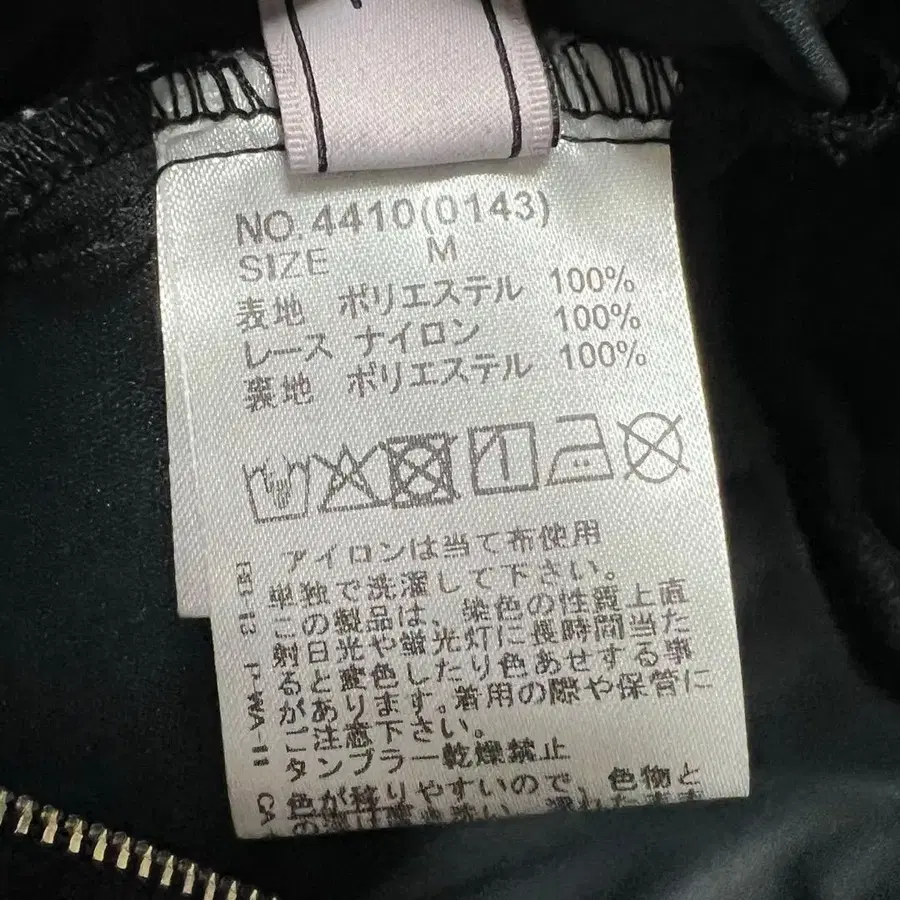 NO.4410(0143)
SIZE M
表地 ポリエステル 100%
レース ナイロン 100%
裏地 ポリエステル 100%
アイロンは当て布使用
単独で洗濯して下さい。
この製品は、染色の性質上直
射日光や蛍光灯に長時間当た
ると変色したり色あせする事
があります。着用の際や保管に
ご注意下さい。
タンブラー乾燥禁止
色が移りやすいので、色物と